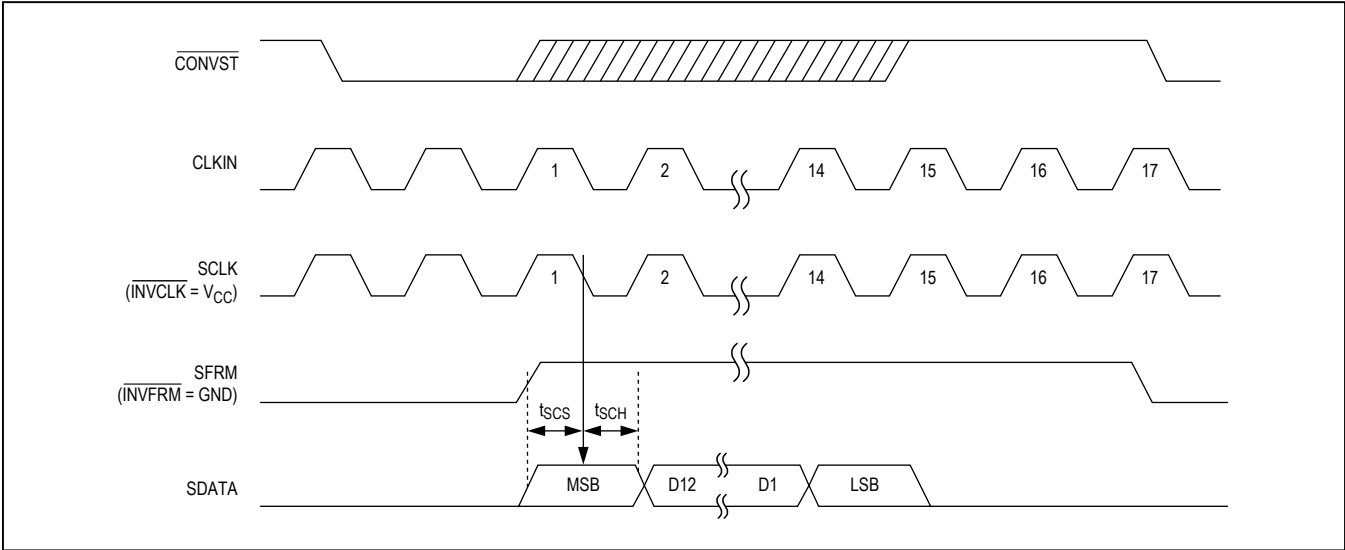 CONVST
CLKIN
1 2 14 15 16 17
SCLK
(INVCLK = VCC)
1 2 14 15 16 17
SFRM
(INVFRM = GND)
tSCS tSCH
SDATA
MSB D12 D1 LSB